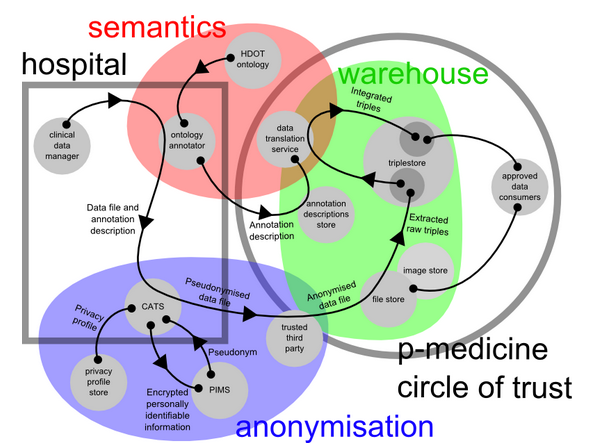 semantics
hospital
HDOT
ontology
warehouse
Integrated
triples
clinical
data
manager
ontology
annotator
data
translation
service
triplestore
approved
data
consumers
Data file and
annotation
description
Annotation
description
annotation
descriptions
store
Extracted
raw triples
Pseudonymised
data file
Anonymised
data file
image store
file store
Privacy
profile
CATS
trusted
third
party
Pseudonym
privacy
profile
store
Encrypted
personally
identifiable
information
PIMS
p-medicine
circle of trust
anonymisation